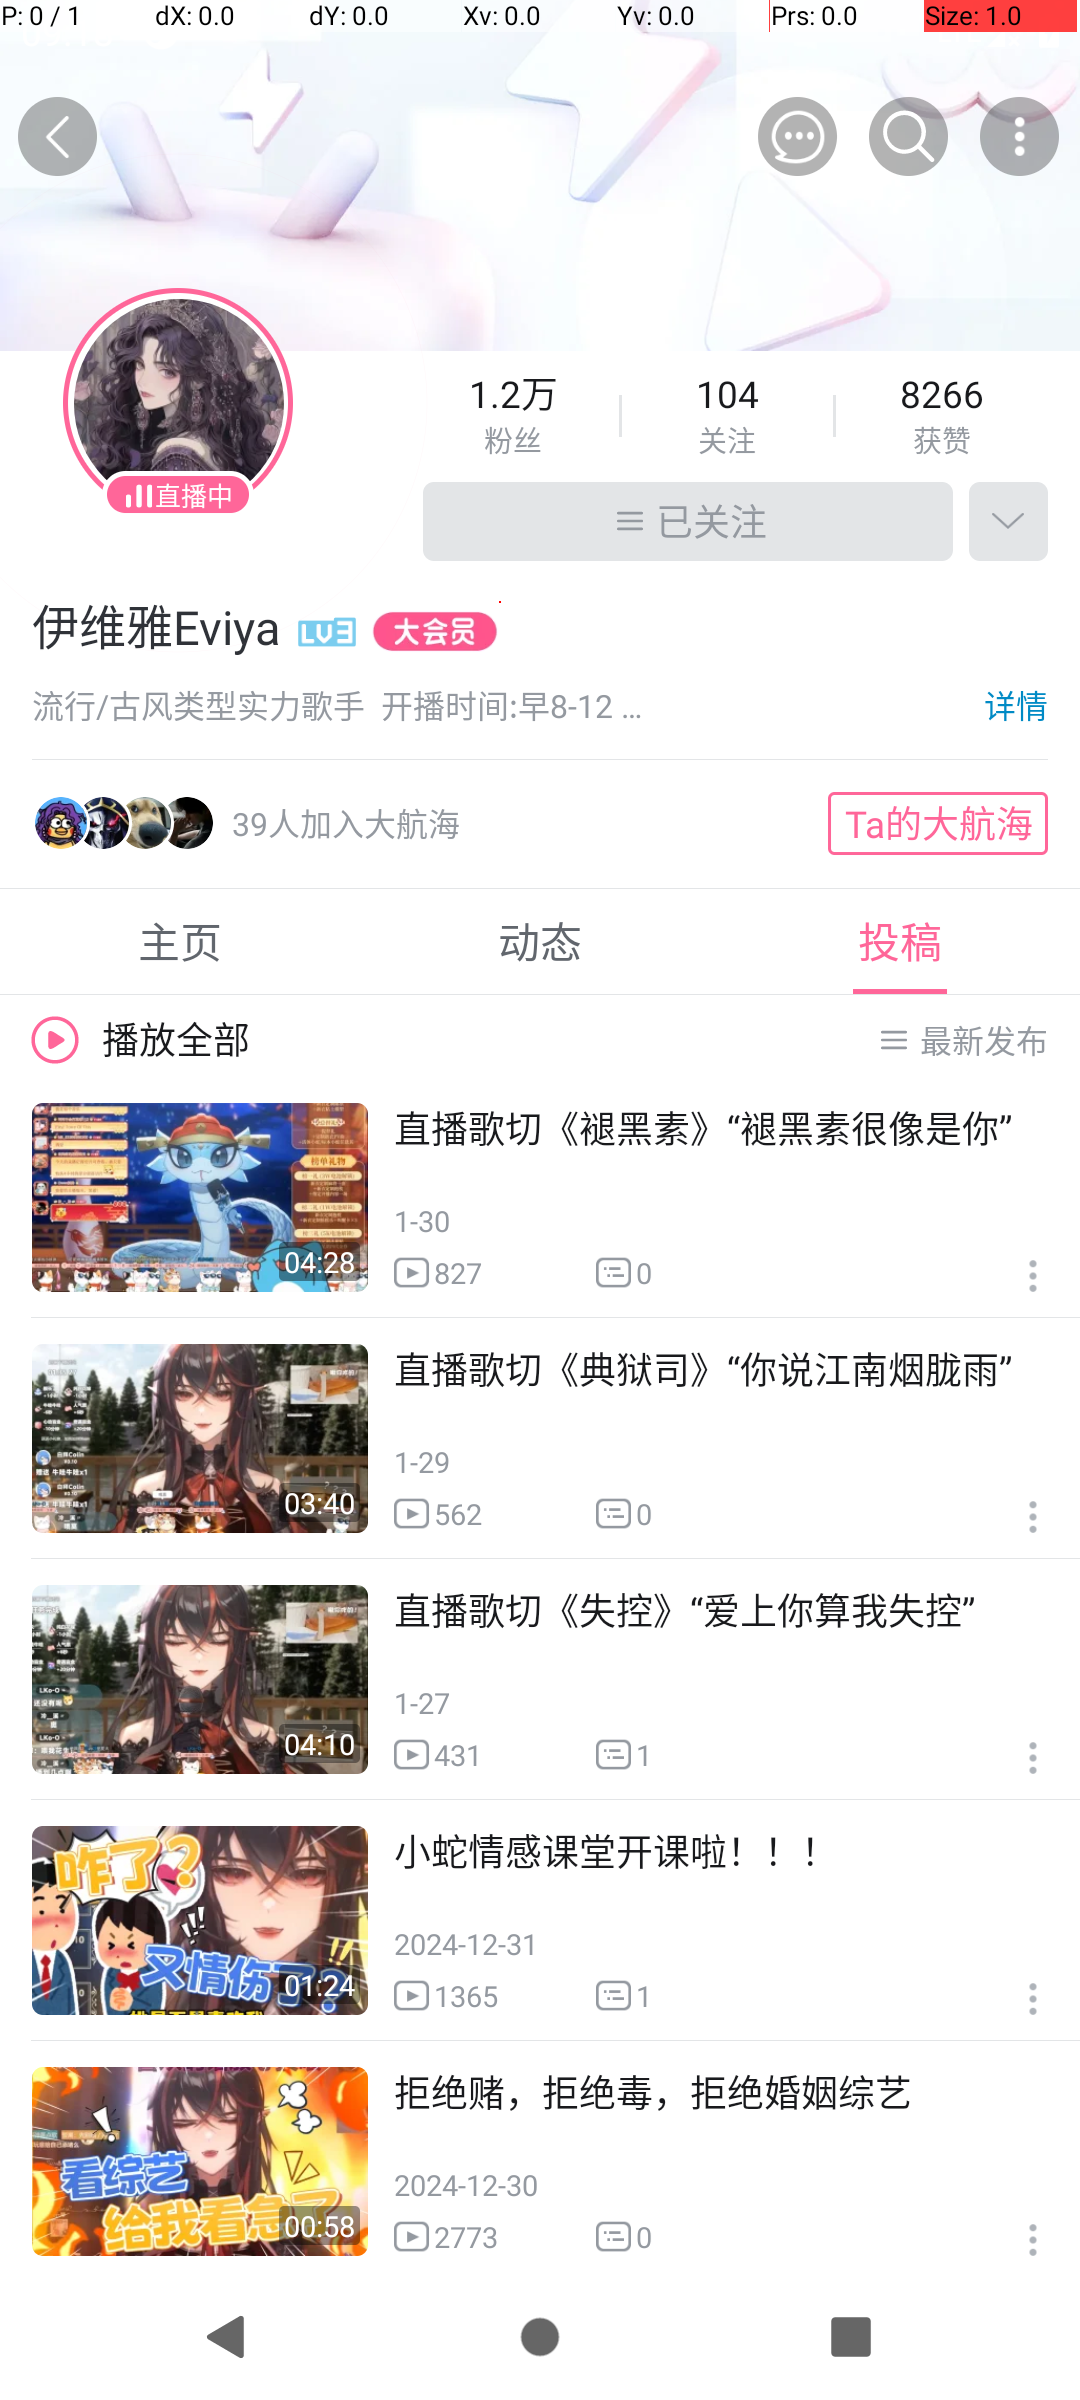 P: 0 / 1 dX: 0.0 dY: 0.0 Xv: 0.0 Yv: 0.0 Prs: 0.0 Size: 1.0
1.2万 104 8266
粉丝 关注 获赞
直播中
已关注
伊维雅Eviya LV3 大会员
流行/古风类型实力歌手 开播时间:早8-12 ...
详情
39人加入大航海
Ta的大航海
主页 动态 投稿
播放全部 最新发布
直播歌切《褪黑素》“褪黑素很像是你”
榜单礼物
04:28
1-30
827 0
直播歌切《典狱司》“你说江南烟胧雨”
03:40
1-29
562 0
直播歌切《失控》“爱上你算我失控”
04:10
1-27
431 1
小蛇情感课堂开课啦！！！
咋了?
又情伤了?
01:24
2024-12-31
1365 1
拒绝赌，拒绝毒，拒绝婚姻综艺
看综艺
给我看急了
00:58
2024-12-30
2773 0